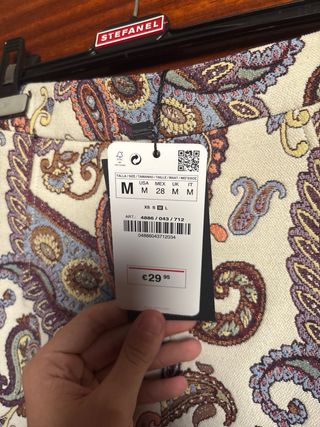 STEFANEL
TALLA / SIZE / TAMANHO / TAILLE / MAAT
M
USA MEX UK IT
M 28 M M
XS S M L
ART.: 4886 / 043 / 712
04886043712034
€29.95